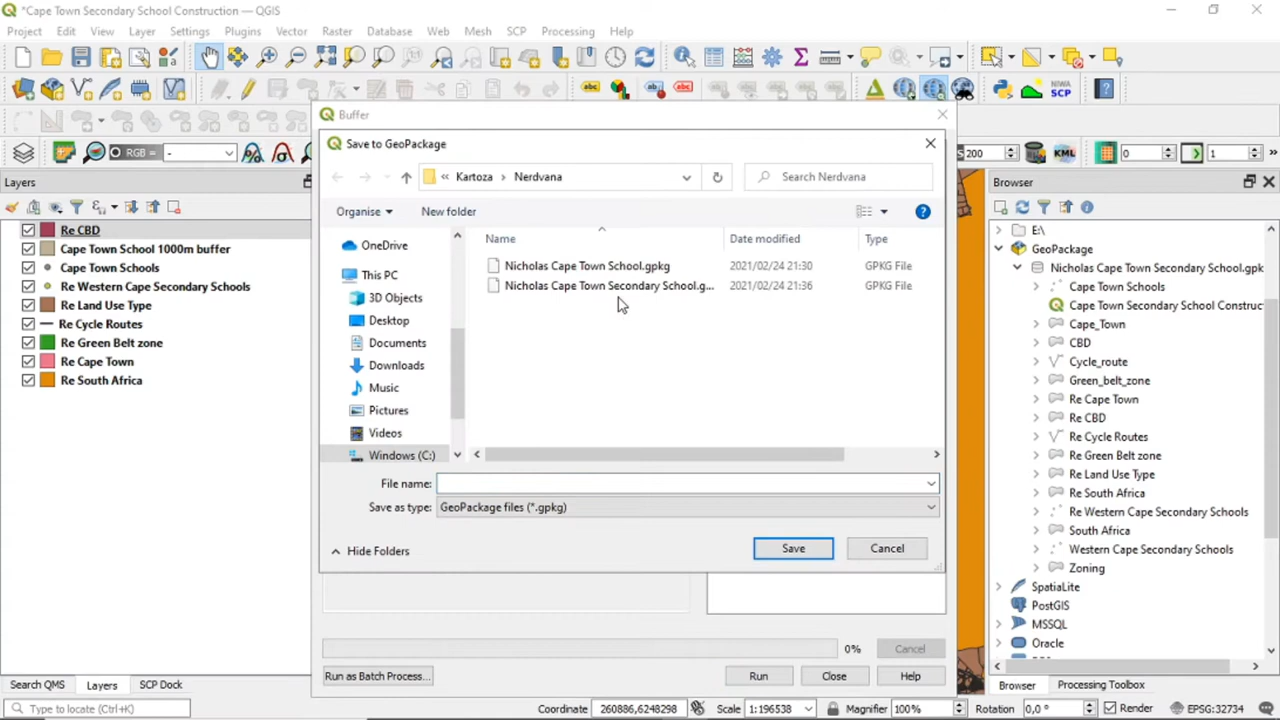 *Cape Town Secondary School Construction — QGIS
Project Edit View Layer Settings Plugins Vector Raster Database Web Mesh SCP Processing Help
abc abc abc
NIWA
SCP
RGB = - 200 KML 0 1 »
Buffer
Save to GeoPackage
« Kartoza › Nerdvana Search Nerdvana
Organise New folder
Name Date modified Type
OneDrive
This PC
3D Objects
Desktop
Documents
Downloads
Music
Pictures
Videos
Windows (C:)
Nicholas Cape Town School.gpkg 2021/02/24 21:30 GPKG File
Nicholas Cape Town Secondary School.g... 2021/02/24 21:36 GPKG File
File name:
Save as type: GeoPackage files (*.gpkg)
Hide Folders Save Cancel
0% Cancel
Run as Batch Process... Run Close Help
Layers
Re CBD
Cape Town School 1000m buffer
Cape Town Schools
Re Western Cape Secondary Schools
Re Land Use Type
Re Cycle Routes
Re Green Belt zone
Re Cape Town
Re South Africa
Search QMS Layers SCP Dock
Browser
E:\
GeoPackage
Nicholas Cape Town Secondary School.gpk
Cape Town Schools
Cape Town Secondary School Construc
Cape_Town
CBD
Cycle_route
Green_belt_zone
Re Cape Town
Re CBD
Re Cycle Routes
Re Green Belt zone
Re Land Use Type
Re South Africa
Re Western Cape Secondary Schools
South Africa
Western Cape Secondary Schools
Zoning
SpatiaLite
PostGIS
MSSQL
Oracle
Browser Processing Toolbox
Type to locate (Ctrl+K) Coordinate 260886,6248298 Scale 1:196538 Magnifier 100% Rotation 0,0 ° Render EPSG:32734